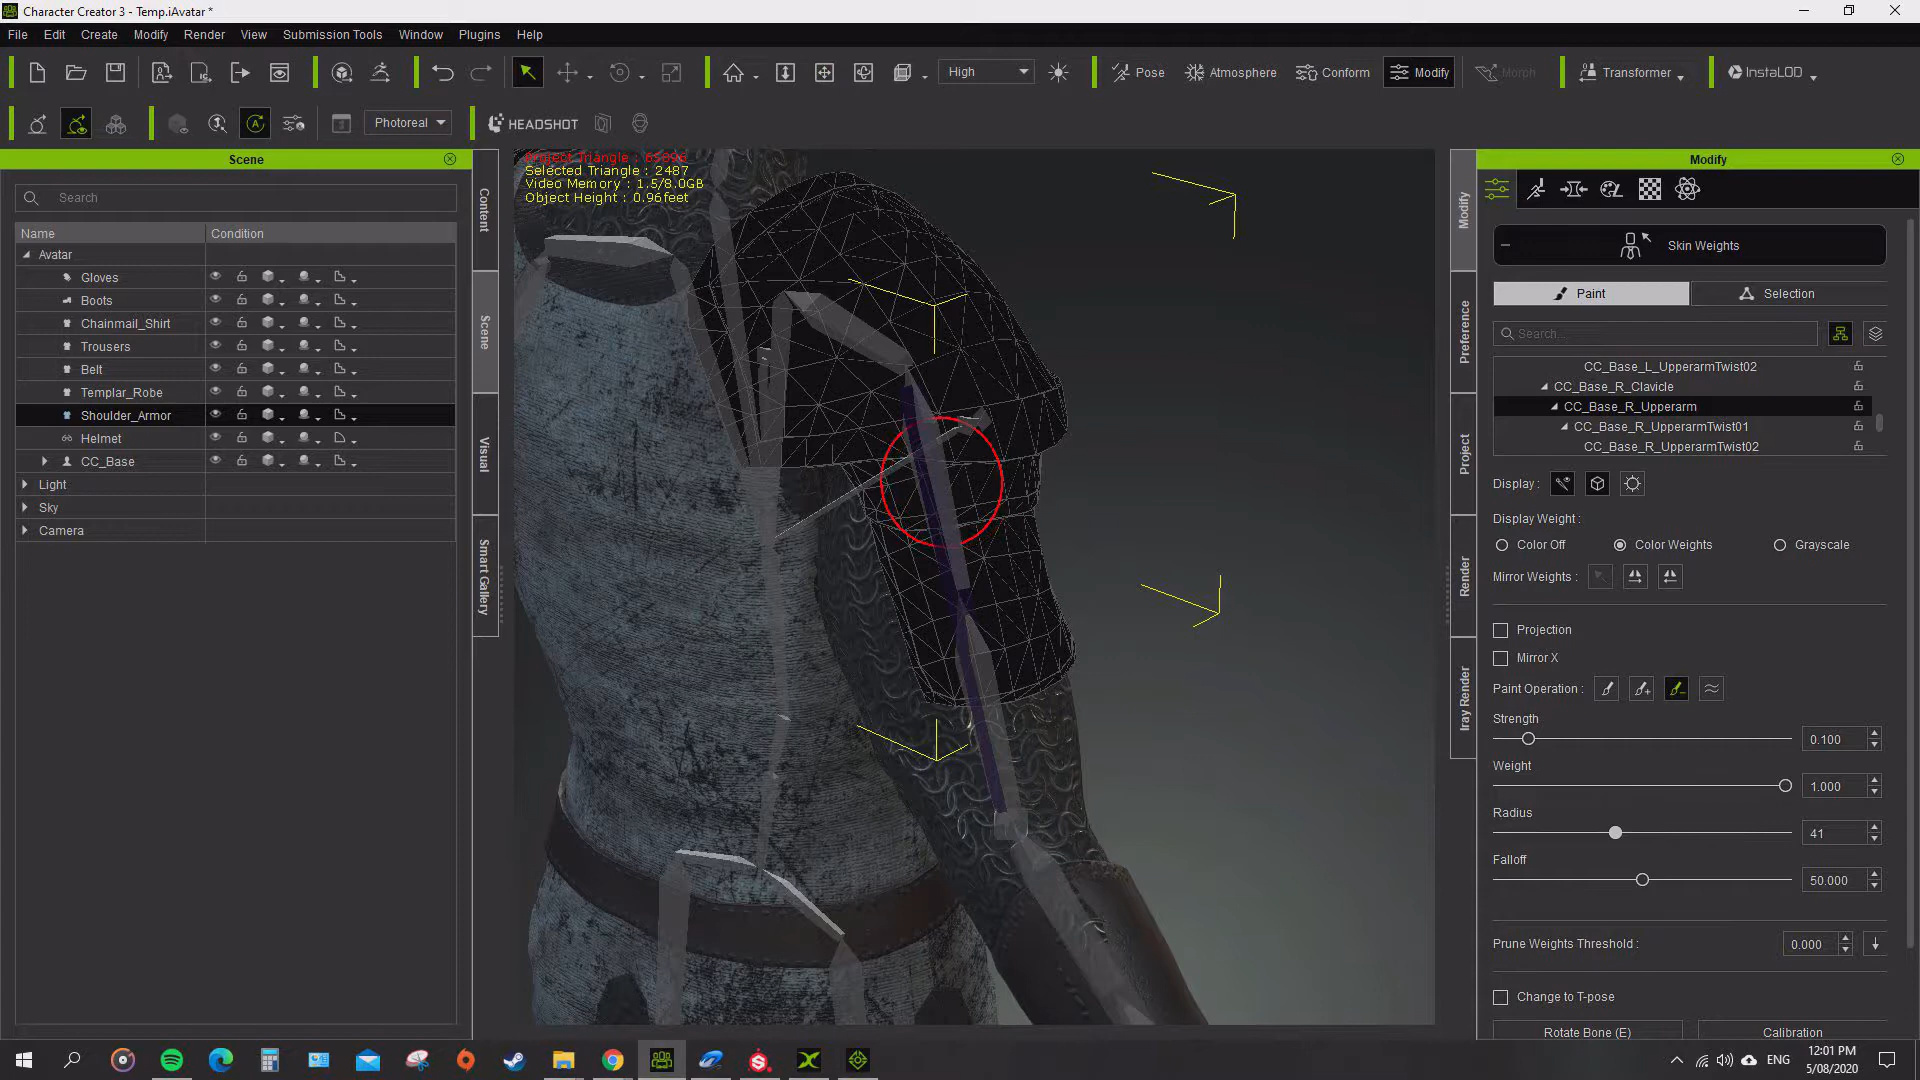 Character Creator 3 - Temp.iAvatar *
File Edit Create Modify Render View Submission Tools Window Plugins Help
High Pose Atmosphere Conform Modify Morph Transformer InstaLOD
Photoreal HEADSHOT
Scene
Search
Name Condition
Avatar
Gloves
Boots
Chainmail_Shirt
Trousers
Belt
Templar_Robe
Shoulder_Armor
Helmet
CC_Base
Light
Sky
Camera
Content
Scene
Visual
Smart Gallery
Project Triangle : 65096
Selected Triangle : 2487
Video Memory : 1.5/8.0GB
Object Height : 0.96feet
Modify
Preference
Project
Render
Iray Render
Modify
Skin Weights
Paint Selection
Search...
CC_Base_L_UpperarmTwist02
CC_Base_R_Clavicle
CC_Base_R_Upperarm
CC_Base_R_UpperarmTwist01
CC_Base_R_UpperarmTwist02
Display :
Display Weight :
Color Off Color Weights Grayscale
Mirror Weights :
Projection
Mirror X
Paint Operation :
Strength
0.100
Weight
1.000
Radius
41
Falloff
50.000
Prune Weights Threshold : 0.000
Change to T-pose
Rotate Bone (E) Calibration
ENG
12:01 PM
5/08/2020